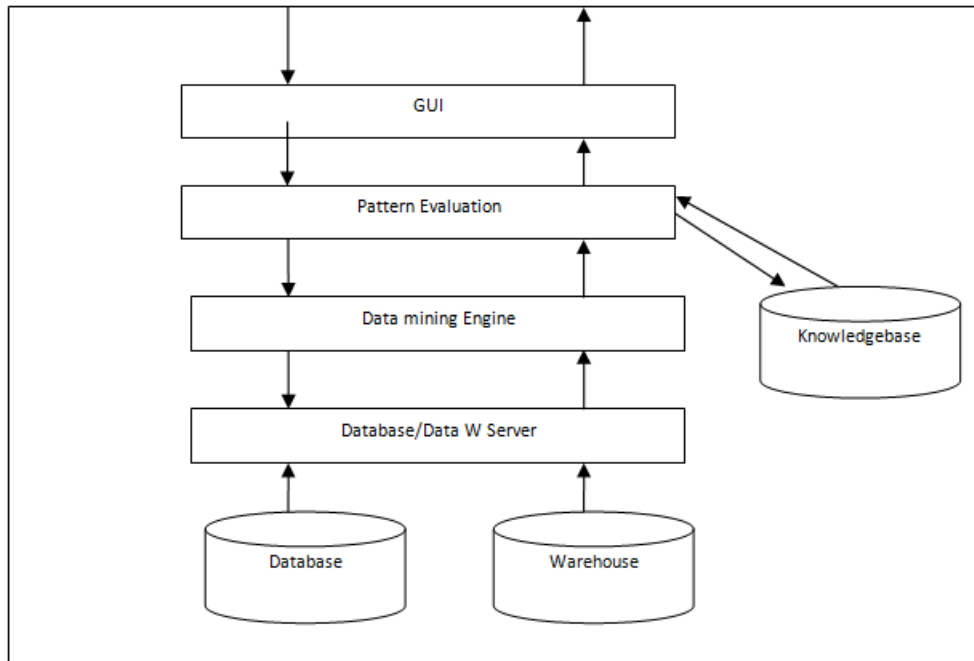 GUI
Pattern Evaluation
Data mining Engine
Knowledgebase
Database/Data W Server
Database
Warehouse